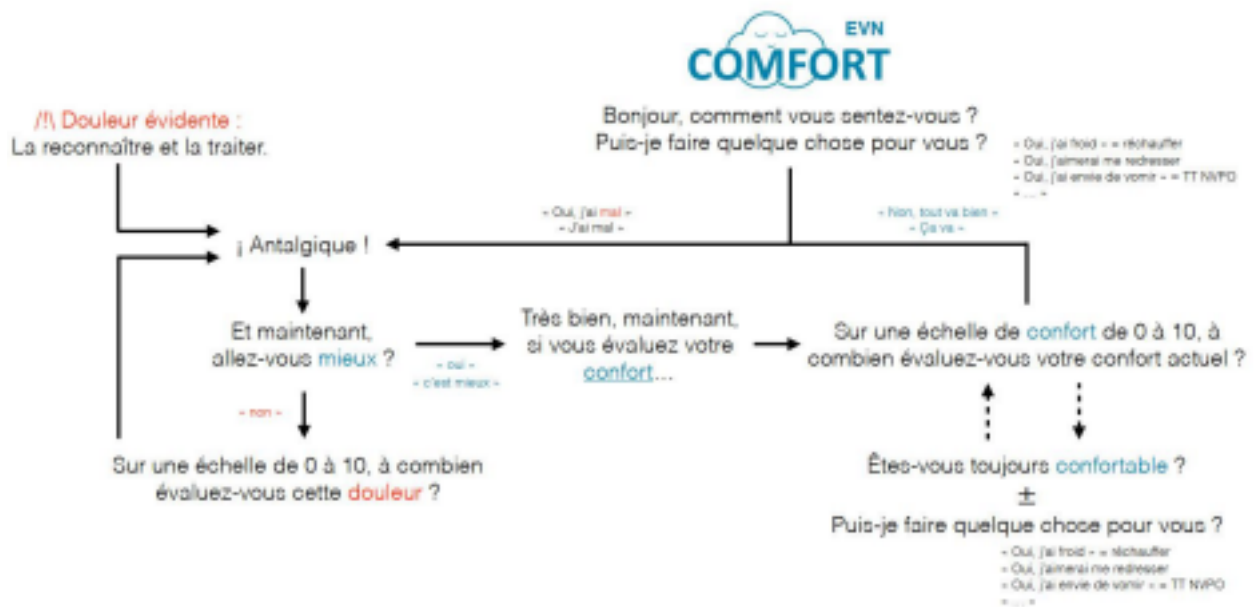 EVN
COMFORT
Bonjour, comment vous sentez-vous ?
Puis-je faire quelque chose pour vous ?
« Oui, j'ai froid » = réchauffer
« Oui, j'aimerai me redresser
« Oui, j'ai envie de vomir » = TT NVPO
« ... »
/!\ Douleur évidente :
La reconnaître et la traiter.
« Oui, j'ai mal »
« J'ai mal »
« Non, tout va bien »
« Ça va »
¡ Antalgique !
Et maintenant,
allez-vous mieux ?
« oui »
« c'est mieux »
Très bien, maintenant,
si vous évaluez votre
confort...
Sur une échelle de confort de 0 à 10, à
combien évaluez-vous votre confort actuel ?
« non »
Sur une échelle de 0 à 10, à combien
évaluez-vous cette douleur ?
Êtes-vous toujours confortable ?
±
Puis-je faire quelque chose pour vous ?
« Oui, j'ai froid » = réchauffer
« Oui, j'aimerai me redresser
« Oui, j'ai envie de vomir » = TT NVPO
« ... »